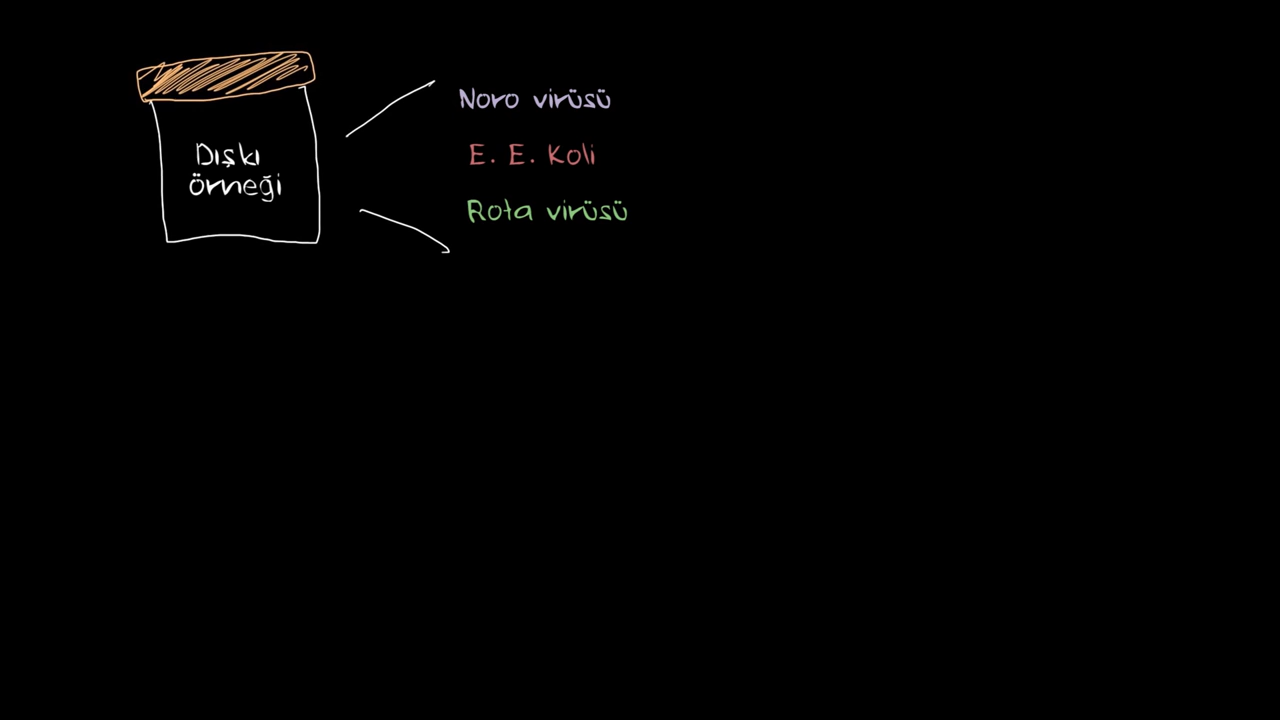 Dışkı
örneği
Noro virüsü
E. E. Koli
Rota virüsü